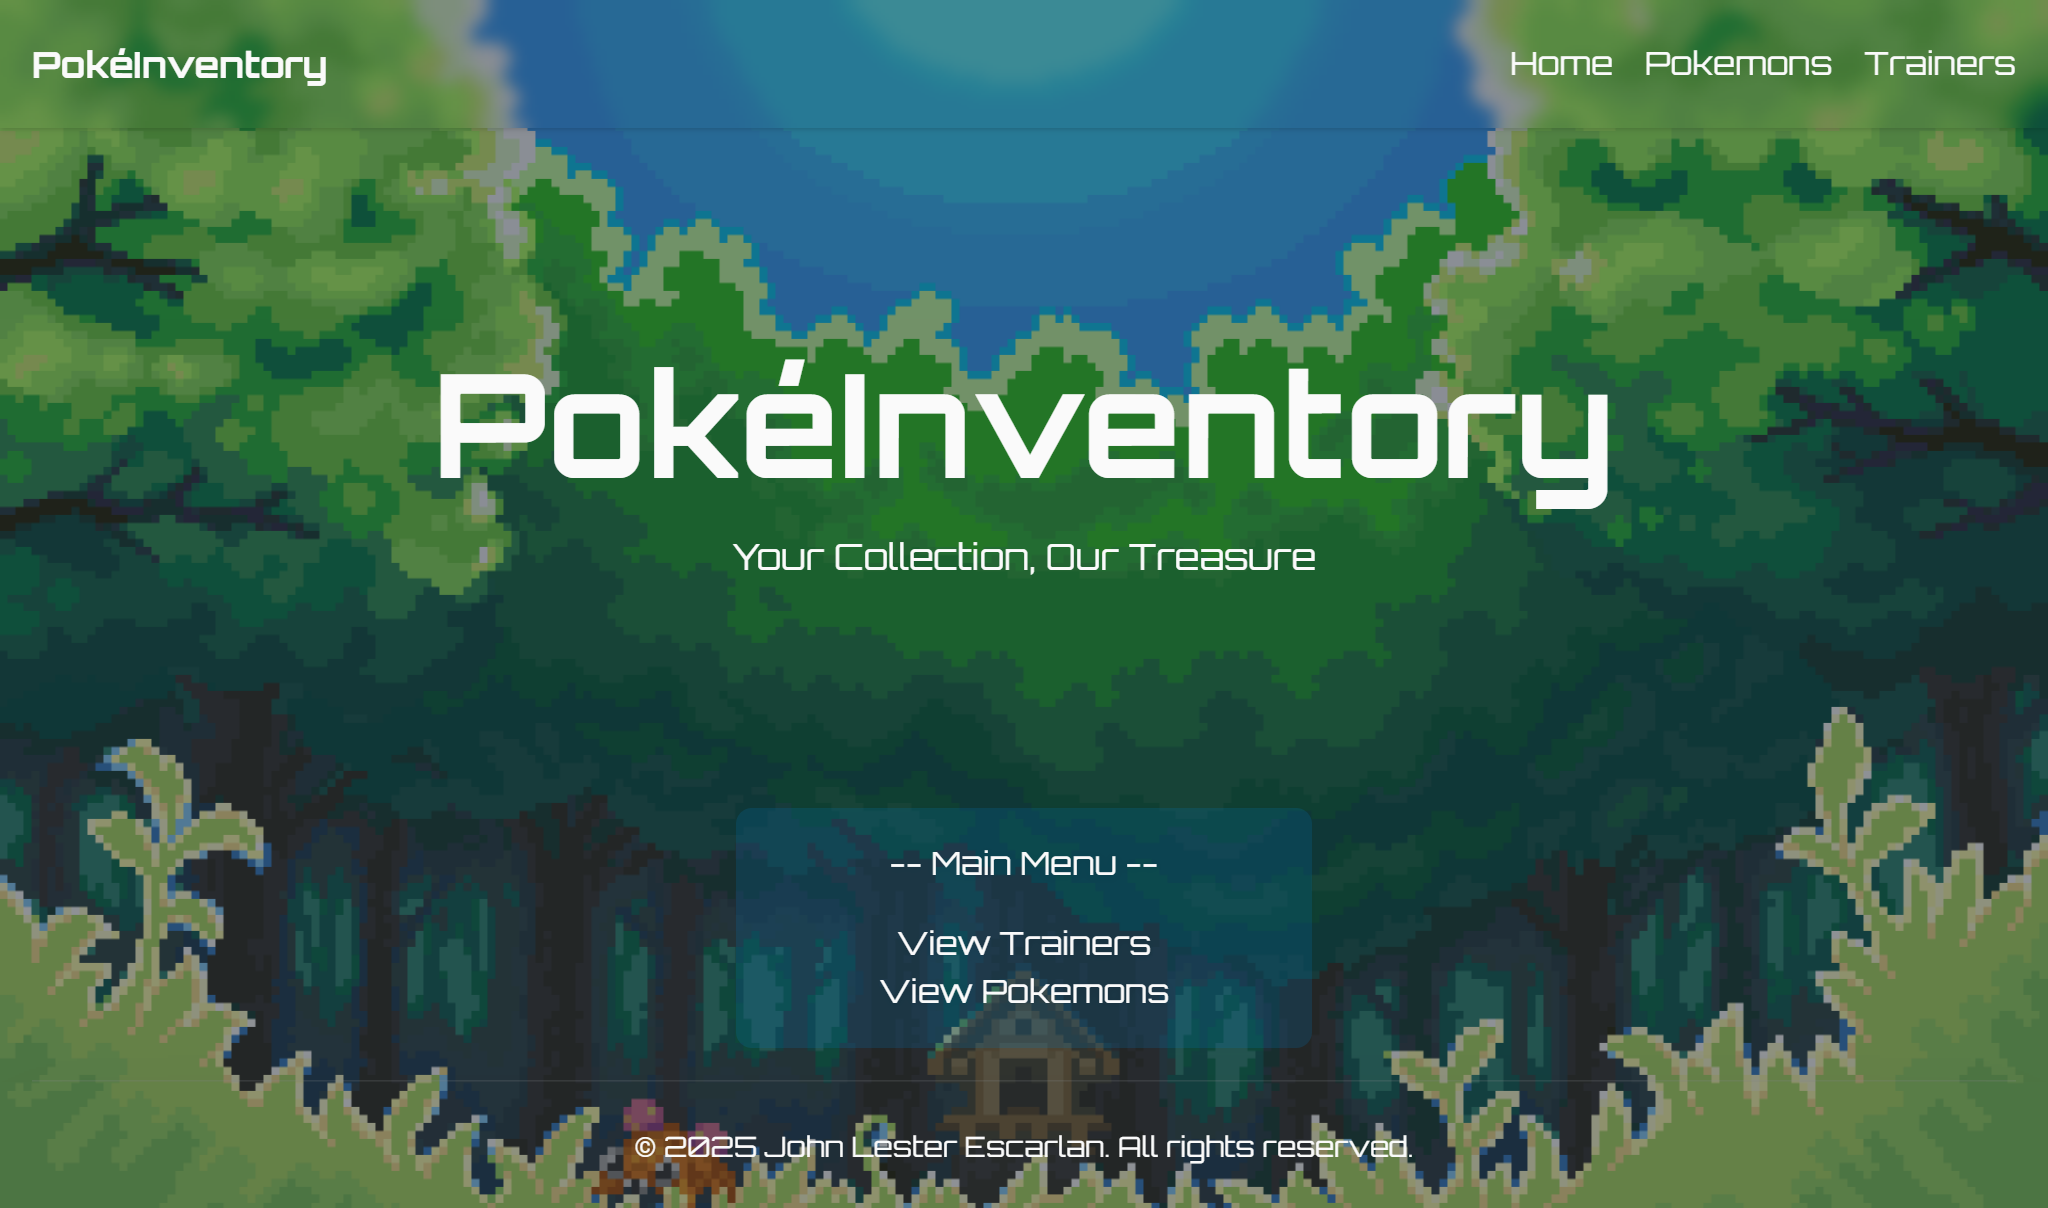 PokéInventory
Home Pokemons Trainers
PokéInventory
Your Collection, Our Treasure
-- Main Menu --
View Trainers
View Pokemons
© 2025 John Lester Escarlan. All rights reserved.